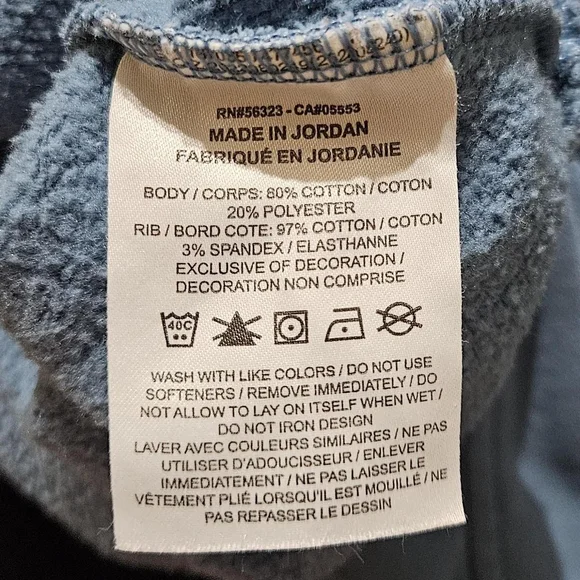 RN#56323 - CA#05553
MADE IN JORDAN
FABRIQUÉ EN JORDANIE
BODY / CORPS: 80% COTTON / COTON
20% POLYESTER
RIB / BORD COTE: 97% COTTON / COTON
3% SPANDEX / ELASTHANNE
EXCLUSIVE OF DECORATION /
DECORATION NON COMPRISE
40C
WASH WITH LIKE COLORS / DO NOT USE
SOFTENERS / REMOVE IMMEDIATELY / DO
NOT ALLOW TO LAY ON ITSELF WHEN WET /
DO NOT IRON DESIGN
LAVER AVEC COULEURS SIMILAIRES / NE PAS
UTILISER D'ADOUCISSEUR / ENLEVER
IMMEDIATEMENT / NE PAS LAISSER LE
VÊTEMENT PLIÉ LORSQU'IL EST MOUILLÉ / NE
PAS REPASSER LE DESSIN